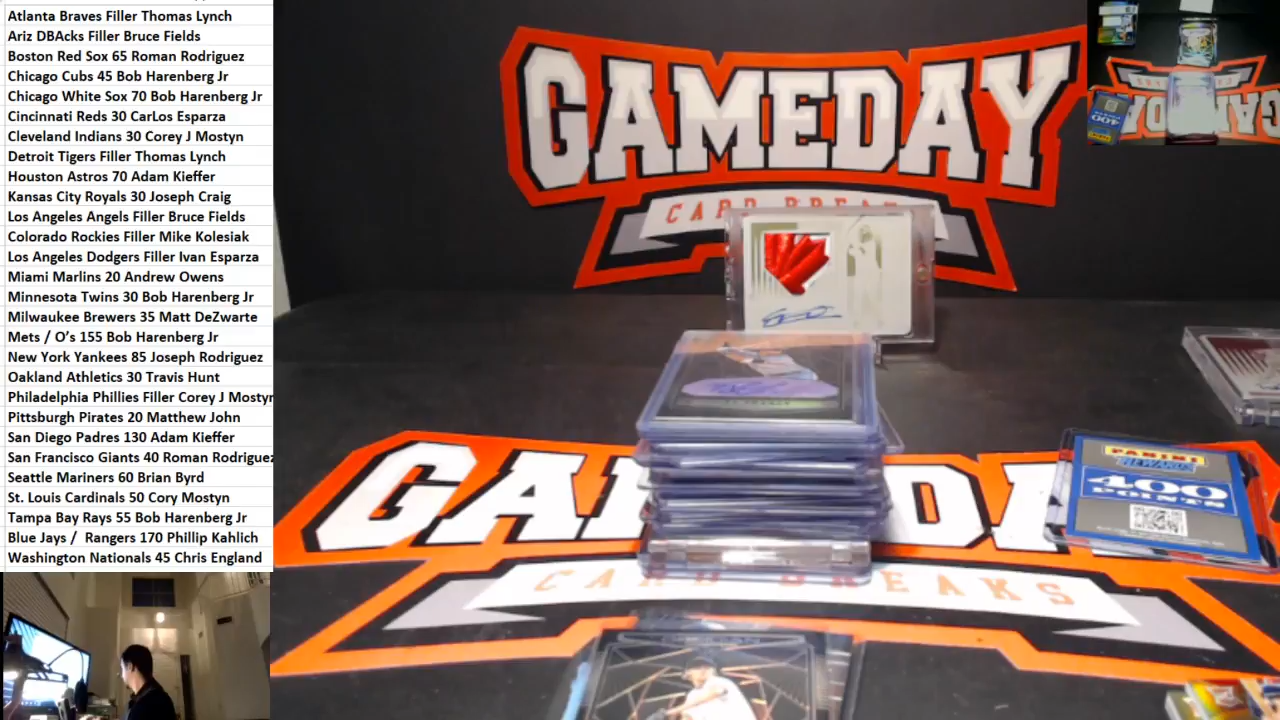 Atlanta Braves Filler Thomas Lynch
Ariz DBAcks Filler Bruce Fields
Boston Red Sox 65 Roman Rodriguez
Chicago Cubs 45 Bob Harenberg Jr
Chicago White Sox 70 Bob Harenberg Jr
Cincinnati Reds 30 CarLos Esparza
Cleveland Indians 30 Corey J Mostyn
Detroit Tigers Filler Thomas Lynch
Houston Astros 70 Adam Kieffer
Kansas City Royals 30 Joseph Craig
Los Angeles Angels Filler Bruce Fields
Colorado Rockies Filler Mike Kolesiak
Los Angeles Dodgers Filler Ivan Esparza
Miami Marlins 20 Andrew Owens
Minnesota Twins 30 Bob Harenberg Jr
Milwaukee Brewers 35 Matt DeZwarte
Mets / O's 155 Bob Harenberg Jr
New York Yankees 85 Joseph Rodriguez
Oakland Athletics 30 Travis Hunt
Philadelphia Phillies Filler Corey J Mostyn
Pittsburgh Pirates 20 Matthew John
San Diego Padres 130 Adam Kieffer
San Francisco Giants 40 Roman Rodriguez
Seattle Mariners 60 Brian Byrd
St. Louis Cardinals 50 Cory Mostyn
Tampa Bay Rays 55 Bob Harenberg Jr
Blue Jays / Rangers 170 Phillip Kahlich
Washington Nationals 45 Chris England
GAMEDAY
CARD BREAKS
GAMEDA
CARD BREAKS
PANINI
REWARDS
400
POINTS
400
GAMEDAY